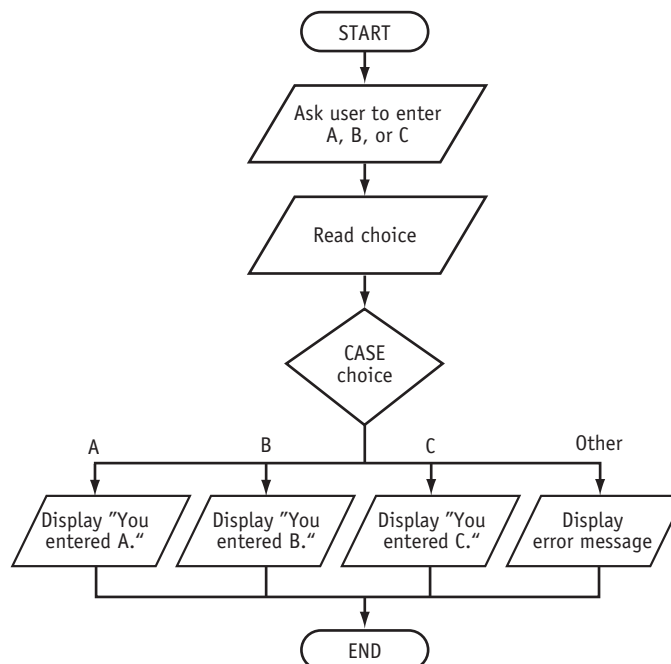 START
Ask user to enter
A, B, or C
Read choice
CASE
choice
A
B
C
Other
Display ″You
entered A.“
Display ″You
entered B.“
Display ″You
entered C.“
Display
error message
END